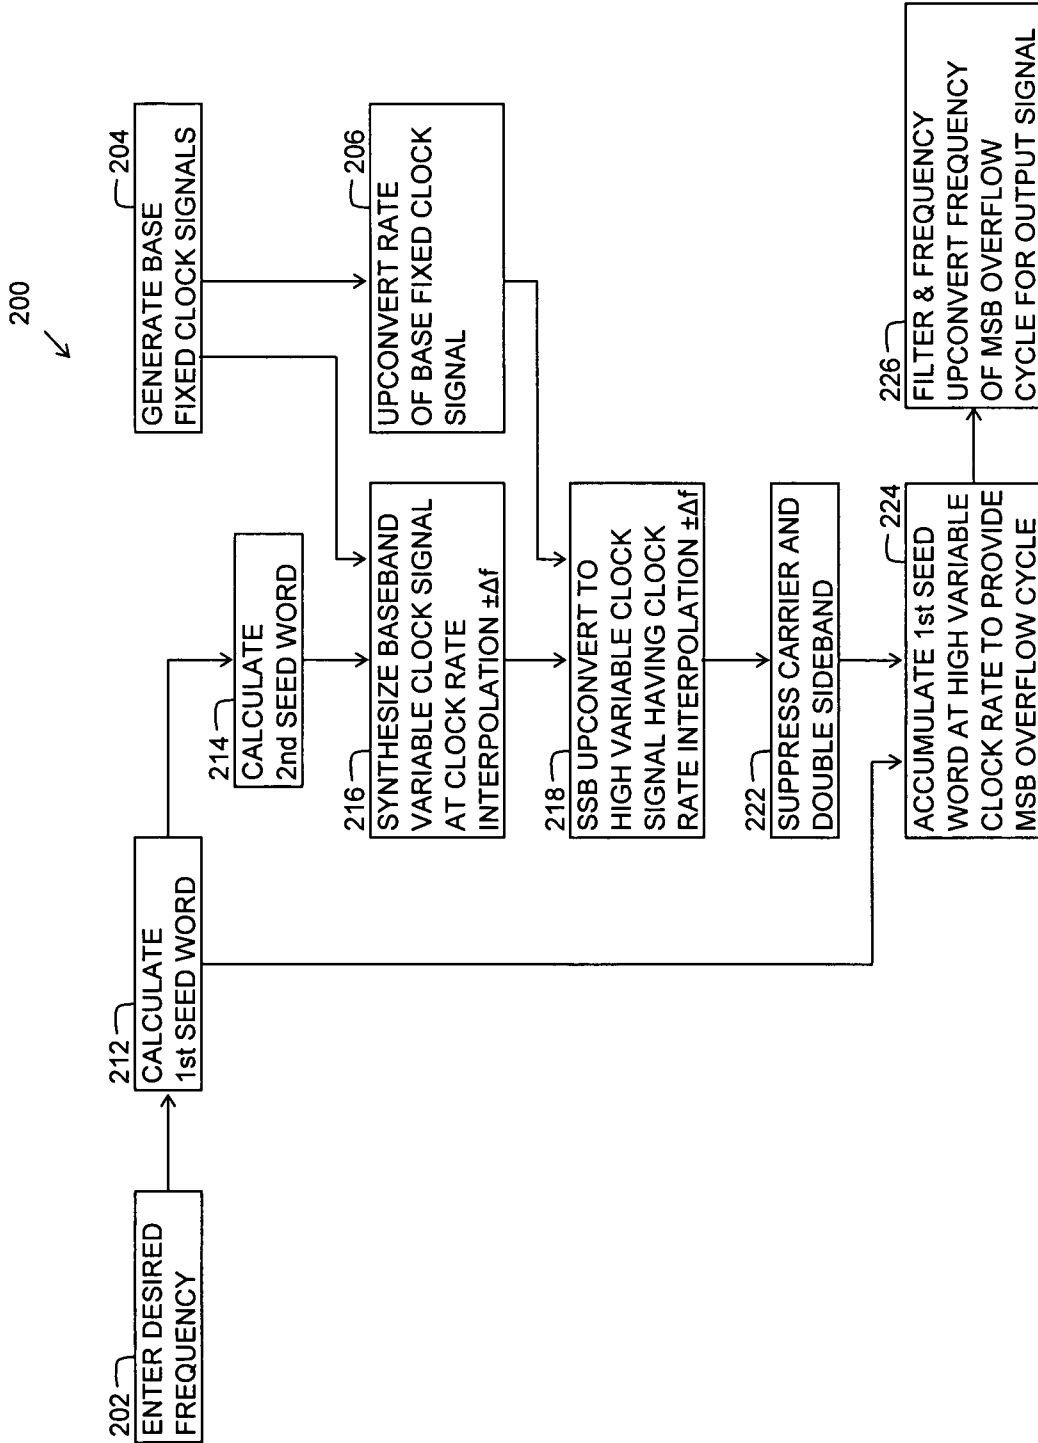 200
202
ENTER DESIRED
FREQUENCY
212
CALCULATE
1st SEED WORD
204
GENERATE BASE
FIXED CLOCK SIGNALS
214
CALCULATE
2nd SEED WORD
206
UPCONVERT RATE
OF BASE FIXED CLOCK
SIGNAL
216
SYNTHESIZE BASEBAND
VARIABLE CLOCK SIGNAL
AT CLOCK RATE
INTERPOLATION ±Δf
218
SSB UPCONVERT TO
HIGH VARIABLE CLOCK
SIGNAL HAVING CLOCK
RATE INTERPOLATION ±Δf
222
SUPPRESS CARRIER AND
DOUBLE SIDEBAND
224
ACCUMULATE 1st SEED
WORD AT HIGH VARIABLE
CLOCK RATE TO PROVIDE
MSB OVERFLOW CYCLE
226
FILTER & FREQUENCY
UPCONVERT FREQUENCY
OF MSB OVERFLOW
CYCLE FOR OUTPUT SIGNAL